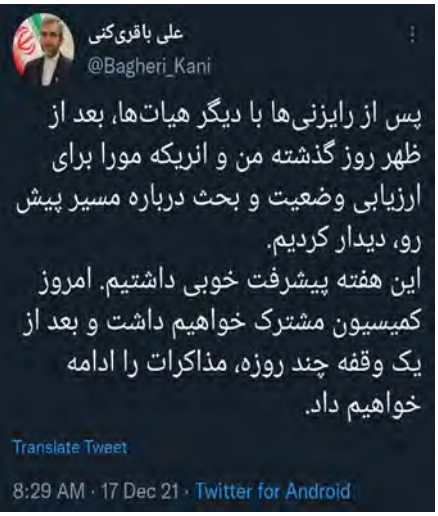 علی باقری‌کنی
@Bagheri_Kani
پس از رایزنی‌ها با دیگر هیات‌ها، بعد از
ظهر روز گذشته من و انریکه مورا برای
ارزیابی وضعیت و بحث درباره مسیر پیش
رو، دیدار کردیم.
این هفته پیشرفت خوبی داشتیم. امروز
کمیسیون مشترک خواهیم داشت و بعد از
یک وقفه چند روزه، مذاکرات را ادامه
خواهیم داد.
Translate Tweet
8:29 AM · 17 Dec 21 · Twitter for Android